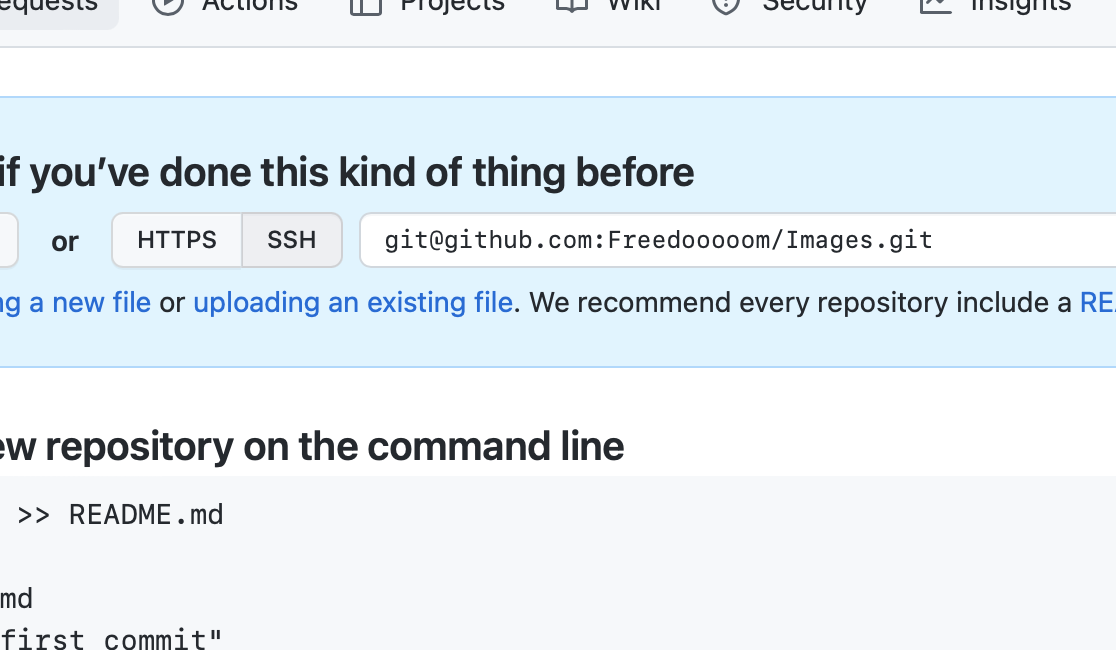 equests Actions Projects Wiki Security Insights
if you’ve done this kind of thing before
or HTTPS SSH git@github.com:Freedooooom/Images.git
ng a new file or uploading an existing file. We recommend every repository include a RE
ew repository on the command line
>> README.md
md
first commit"